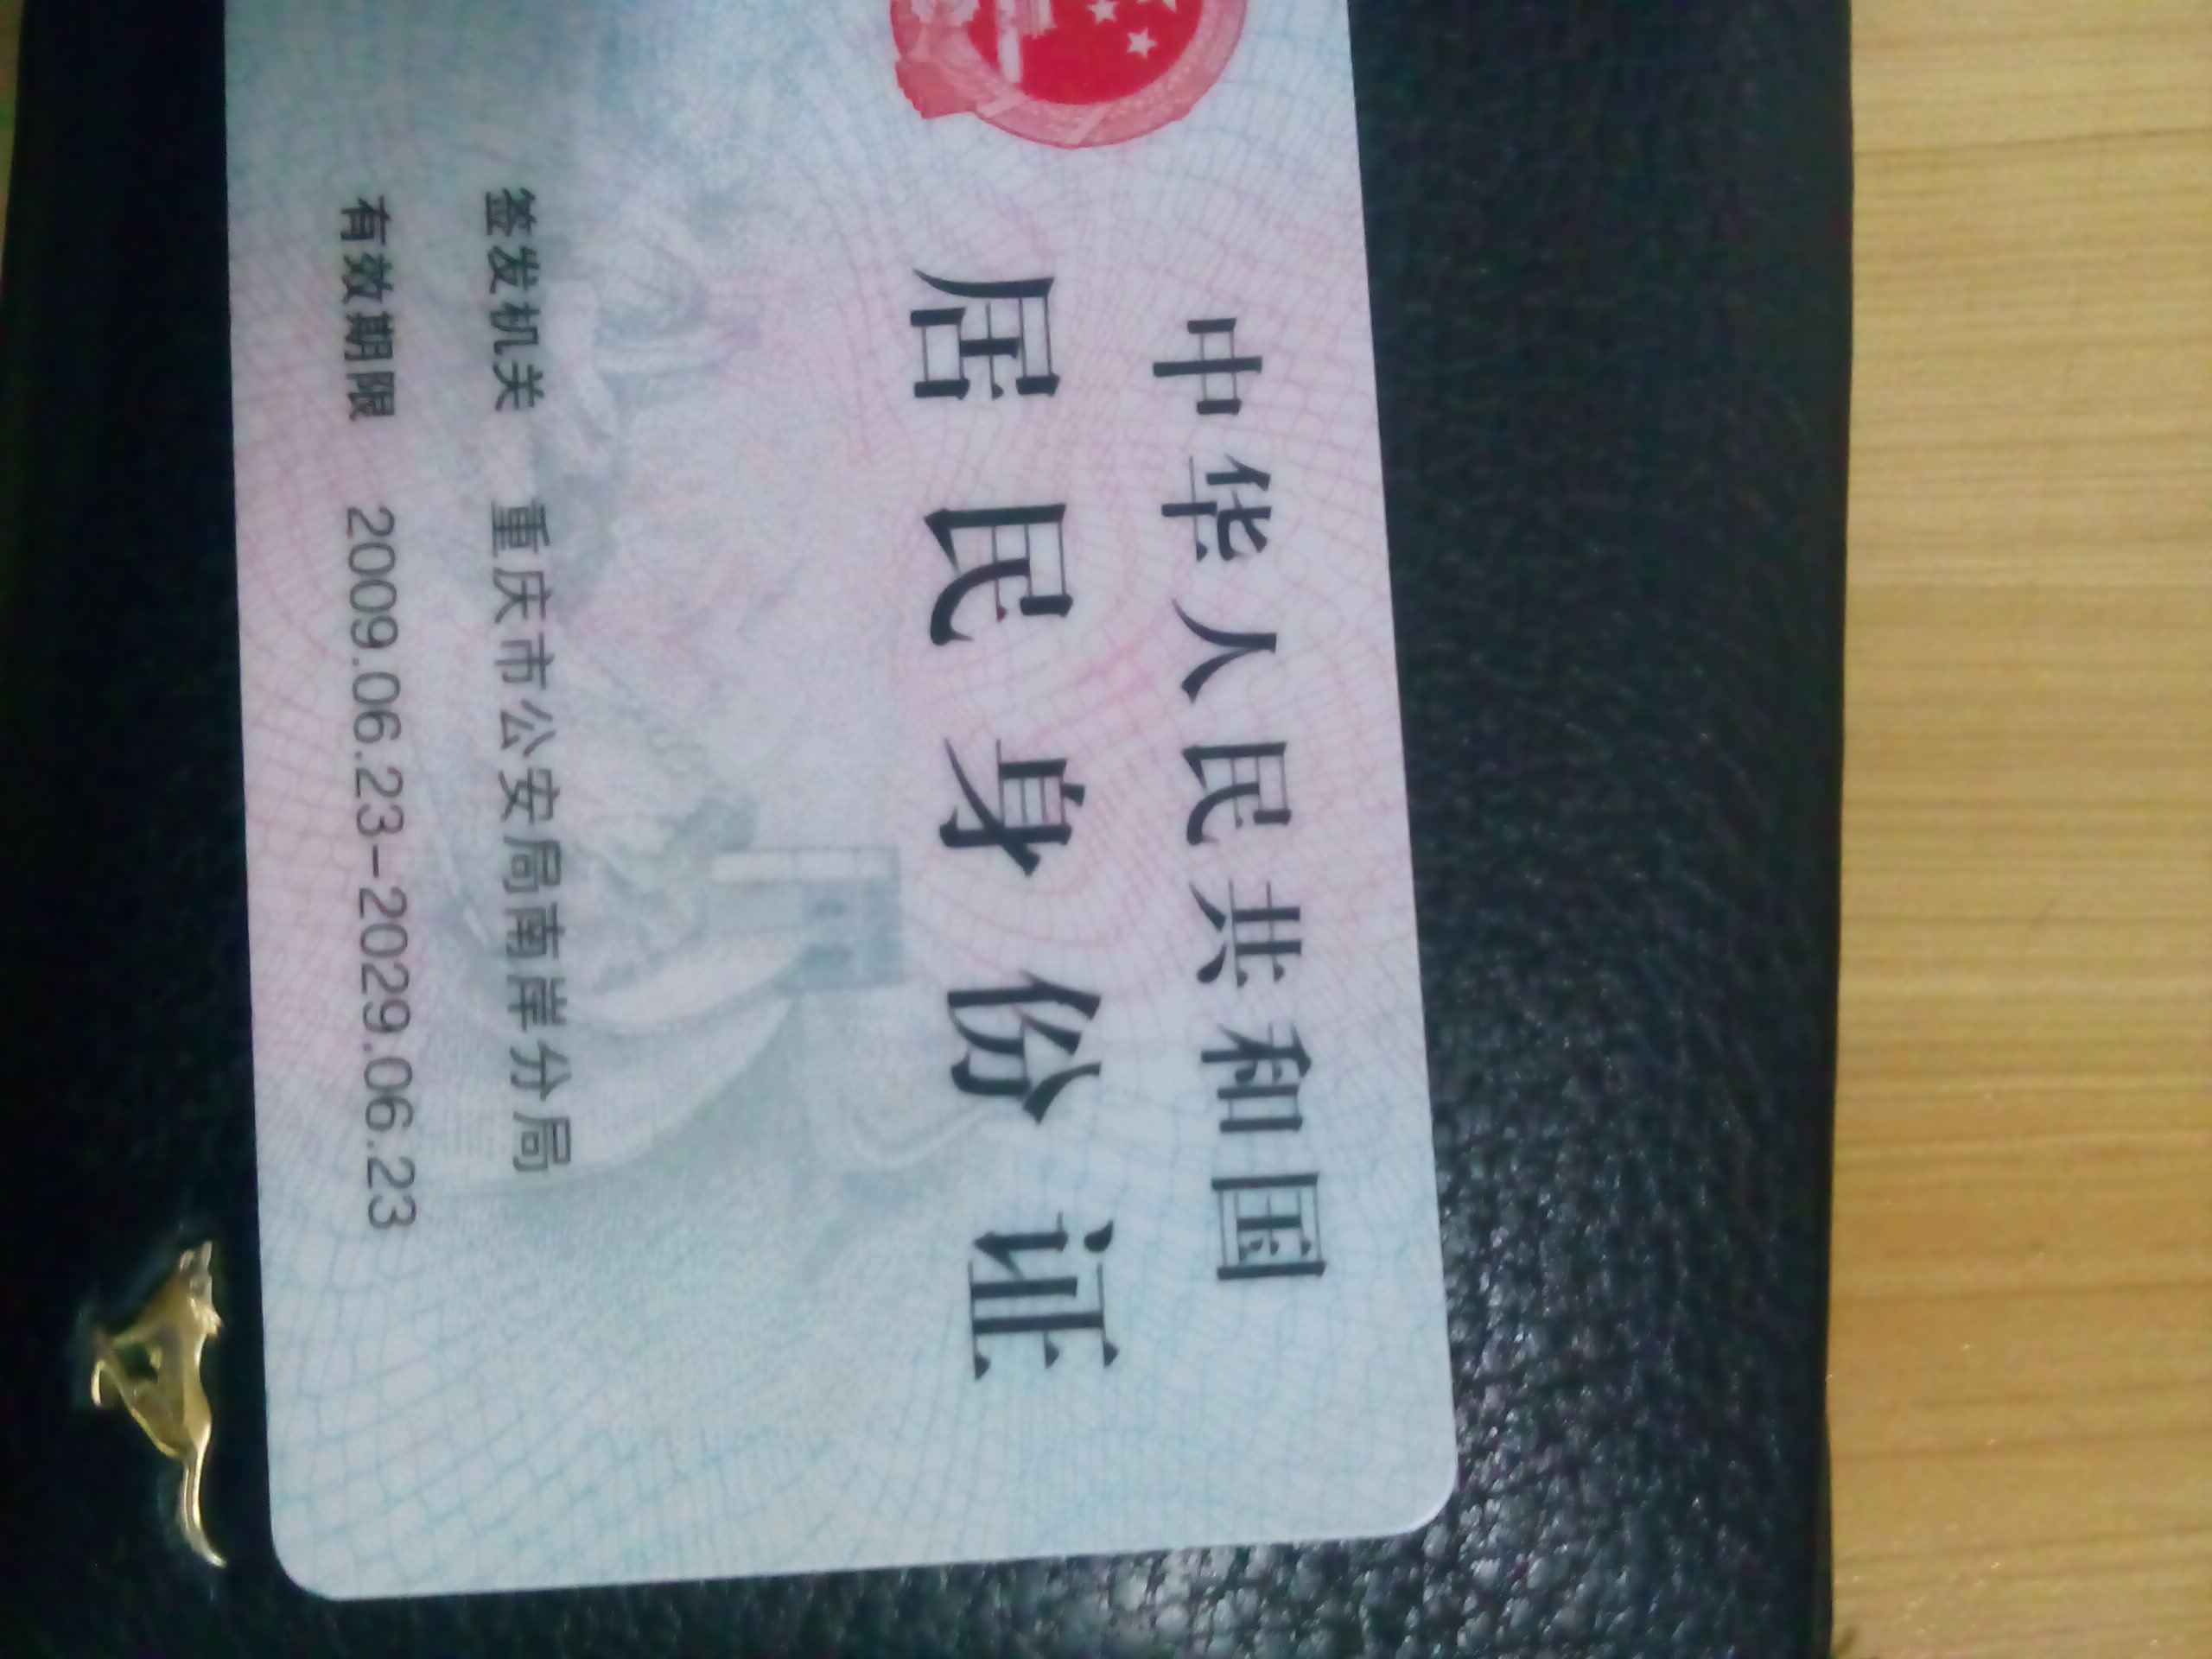 中华人民共和国
居民身份证
签发机关 重庆市公安局南岸分局
有效期限 2009.06.23-2029.06.23